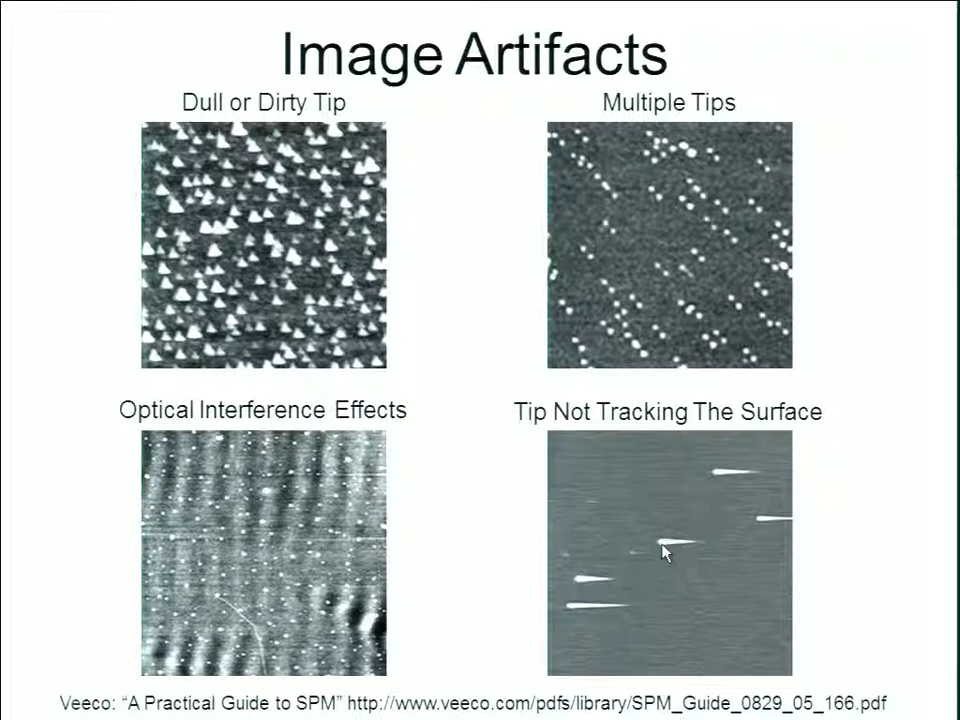 Image Artifacts
Dull or Dirty Tip
Multiple Tips
Optical Interference Effects
Tip Not Tracking The Surface
Veeco: “A Practical Guide to SPM” http://www.veeco.com/pdfs/library/SPM_Guide_0829_05_166.pdf